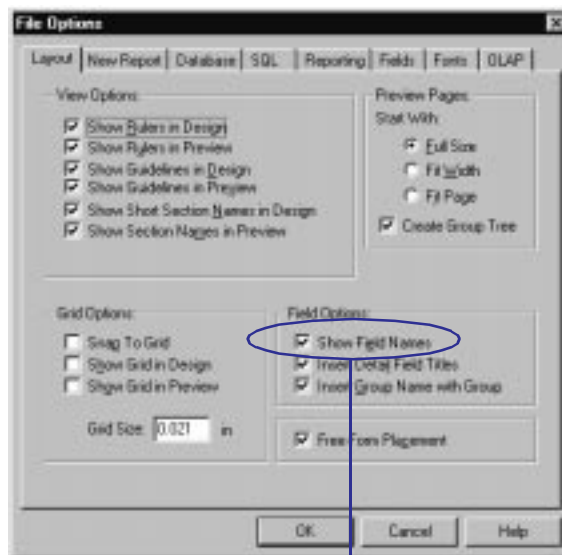 File Options
Layout New Report Database SQL Reporting Fields Fonts OLAP
View Options:
Show Rulers in Design
Show Rulers in Preview
Show Guidelines in Design
Show Guidelines in Preview
Show Short Section Names in Design
Show Section Names in Preview
Preview Pages:
Start With:
Full Size
Fit Width
Fit Page
Create Group Tree
Grid Options:
Snap To Grid
Show Grid in Design
Show Grid in Preview
Grid Size: 0.021 in
Field Options:
Show Field Names
Insert Detail Field Titles
Insert Group Name with Group
Free-Form Placement
OK Cancel Help